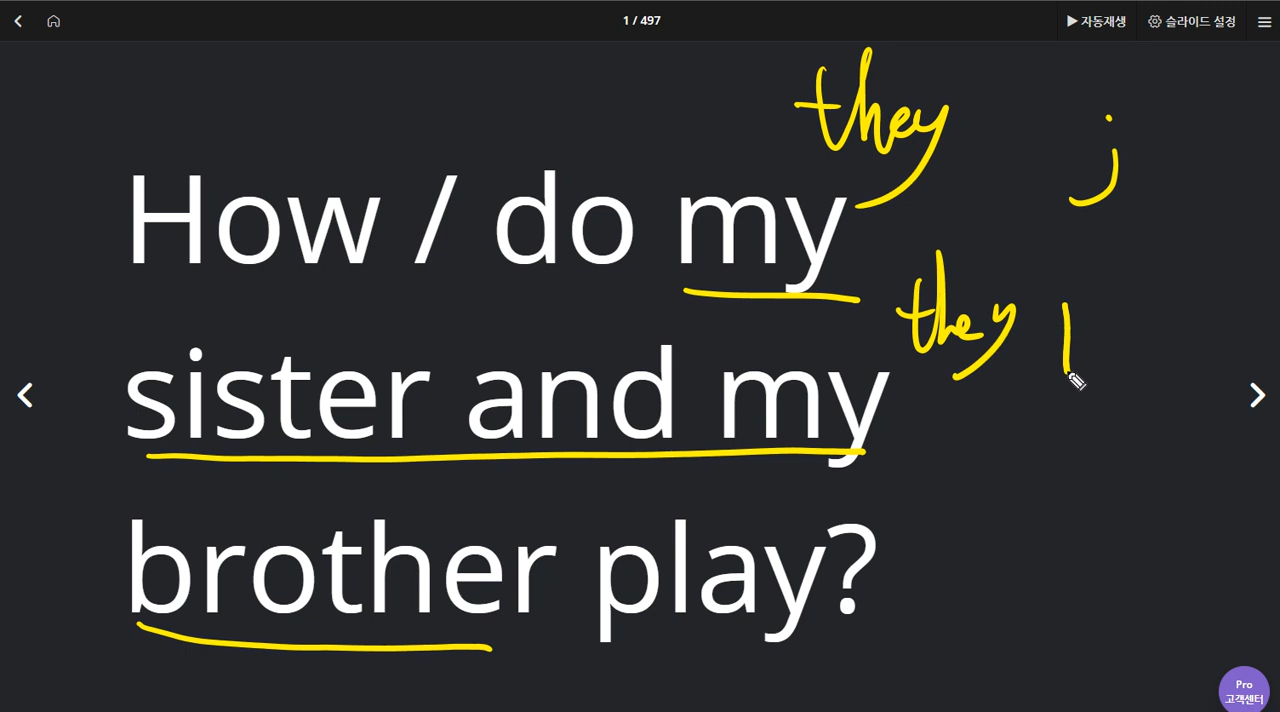 1 / 497
▶ 자동재생
슬라이드 설정
they
j
How / do my
they
sister and my
brother play?
Pro
고객센터